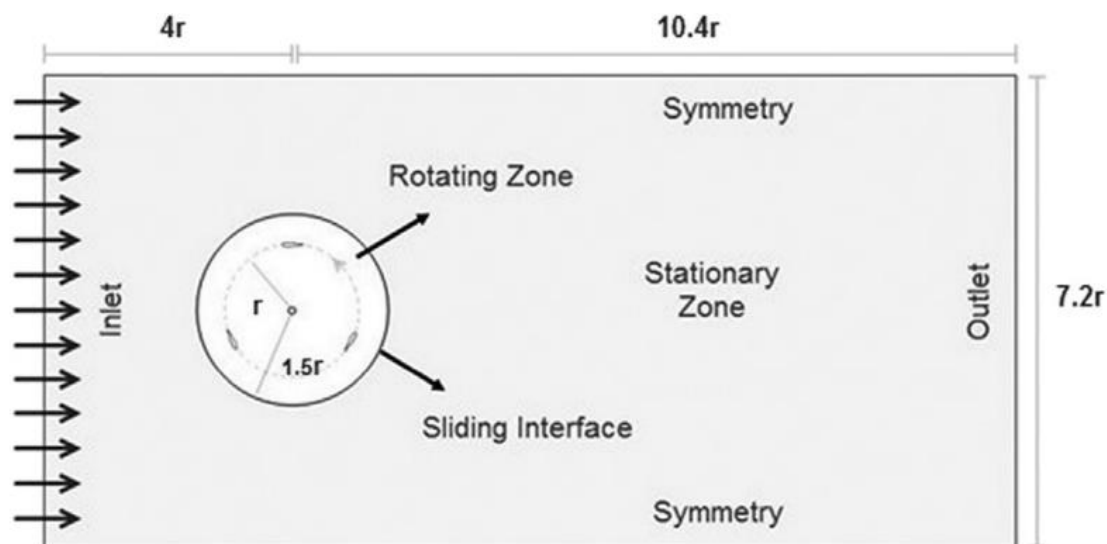 4r
10.4r
Symmetry
Rotating Zone
Stationary
Zone
Inlet
r
Outlet
7.2r
1.5r
Sliding Interface
Symmetry